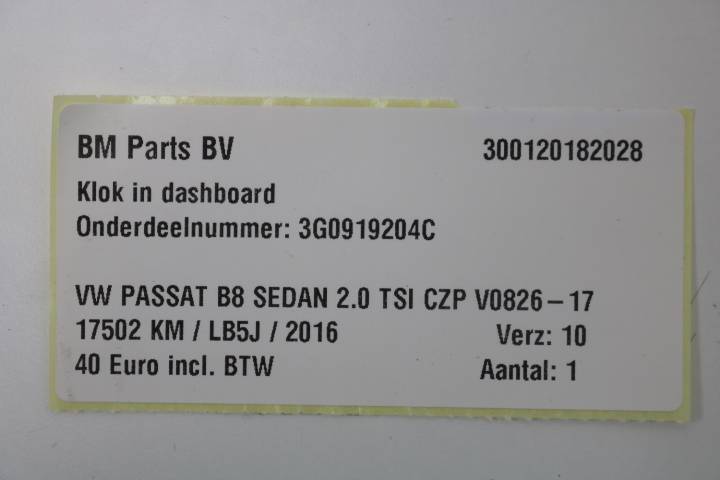 BM Parts BV 300120182028
Klok in dashboard
Onderdeelnummer: 3G0919204C
VW PASSAT B8 SEDAN 2.0 TSI CZP V0826-17
17502 KM / LB5J / 2016 Verz: 10
40 Euro incl. BTW Aantal: 1